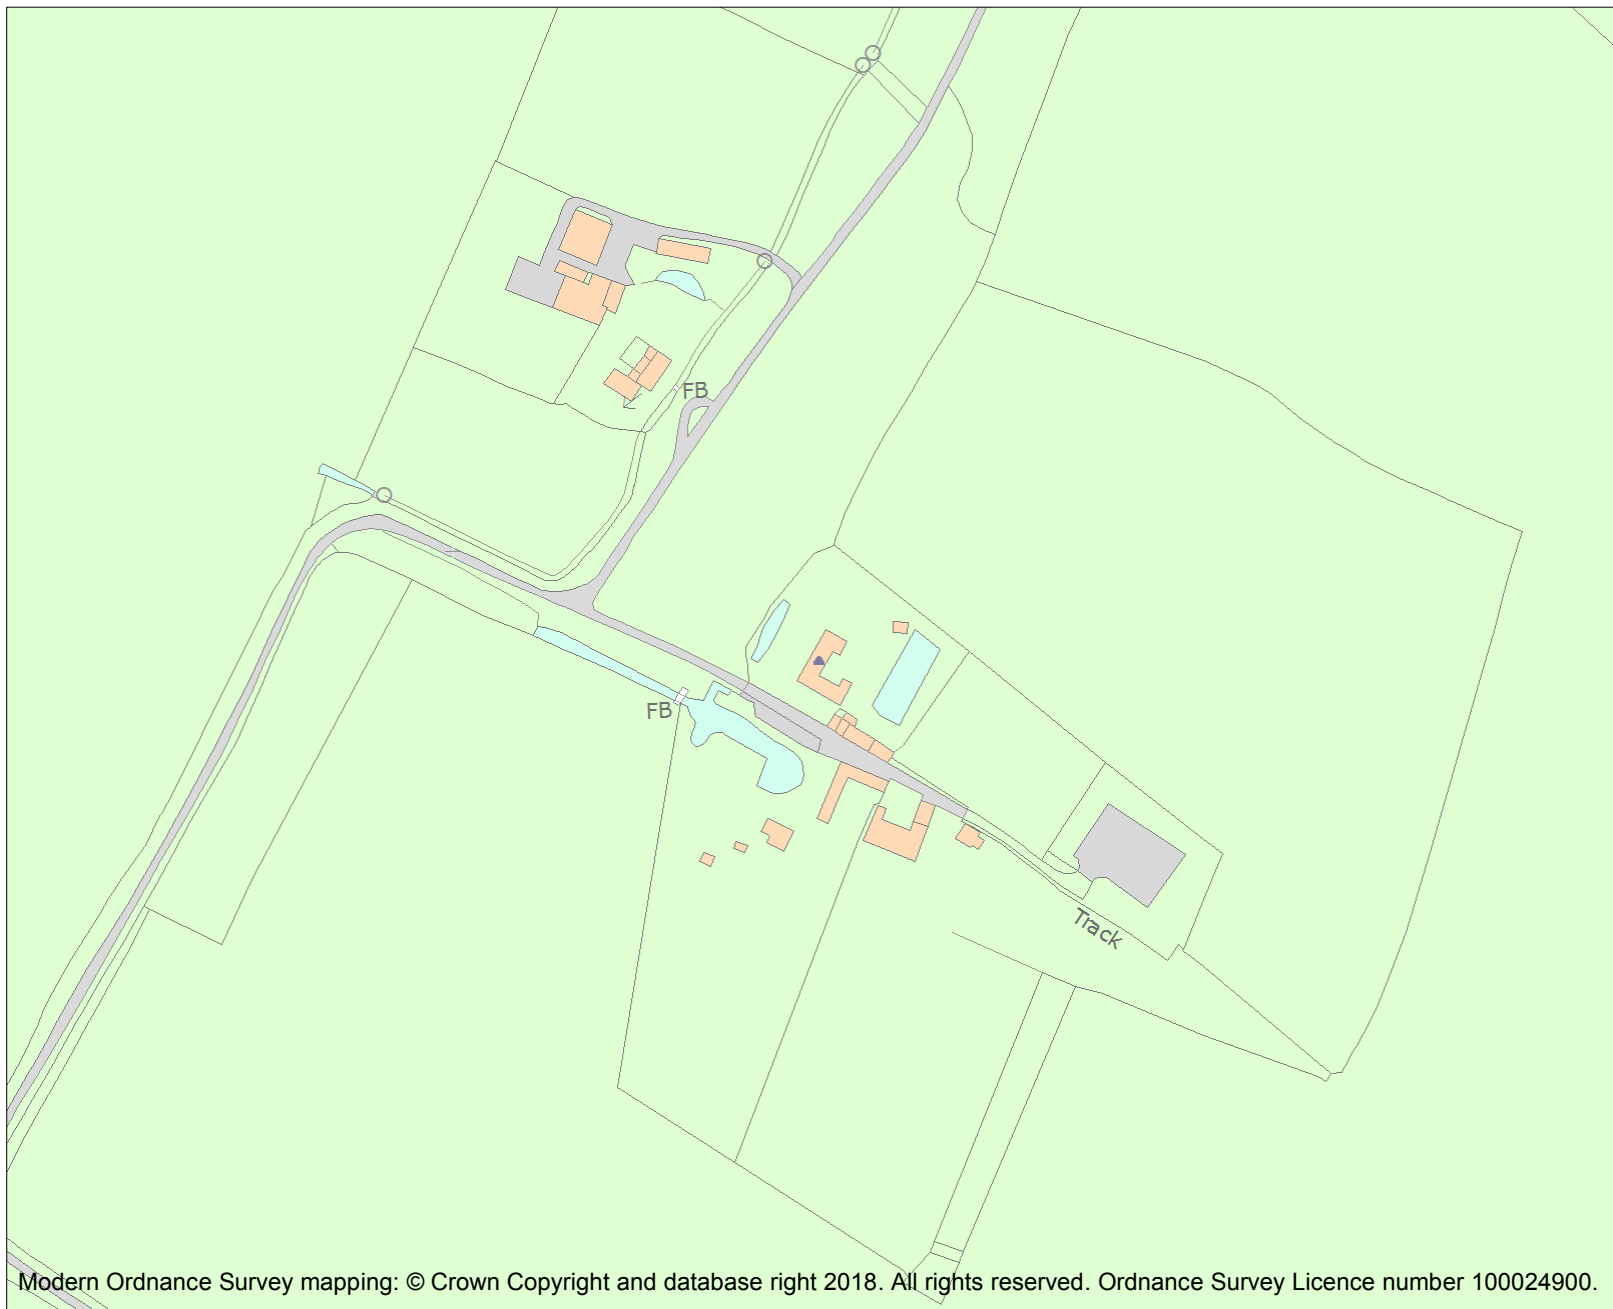 FB
FB
Track
Modern Ordnance Survey mapping: © Crown Copyright and database right 2018. All rights reserved. Ordnance Survey Licence number 100024900.